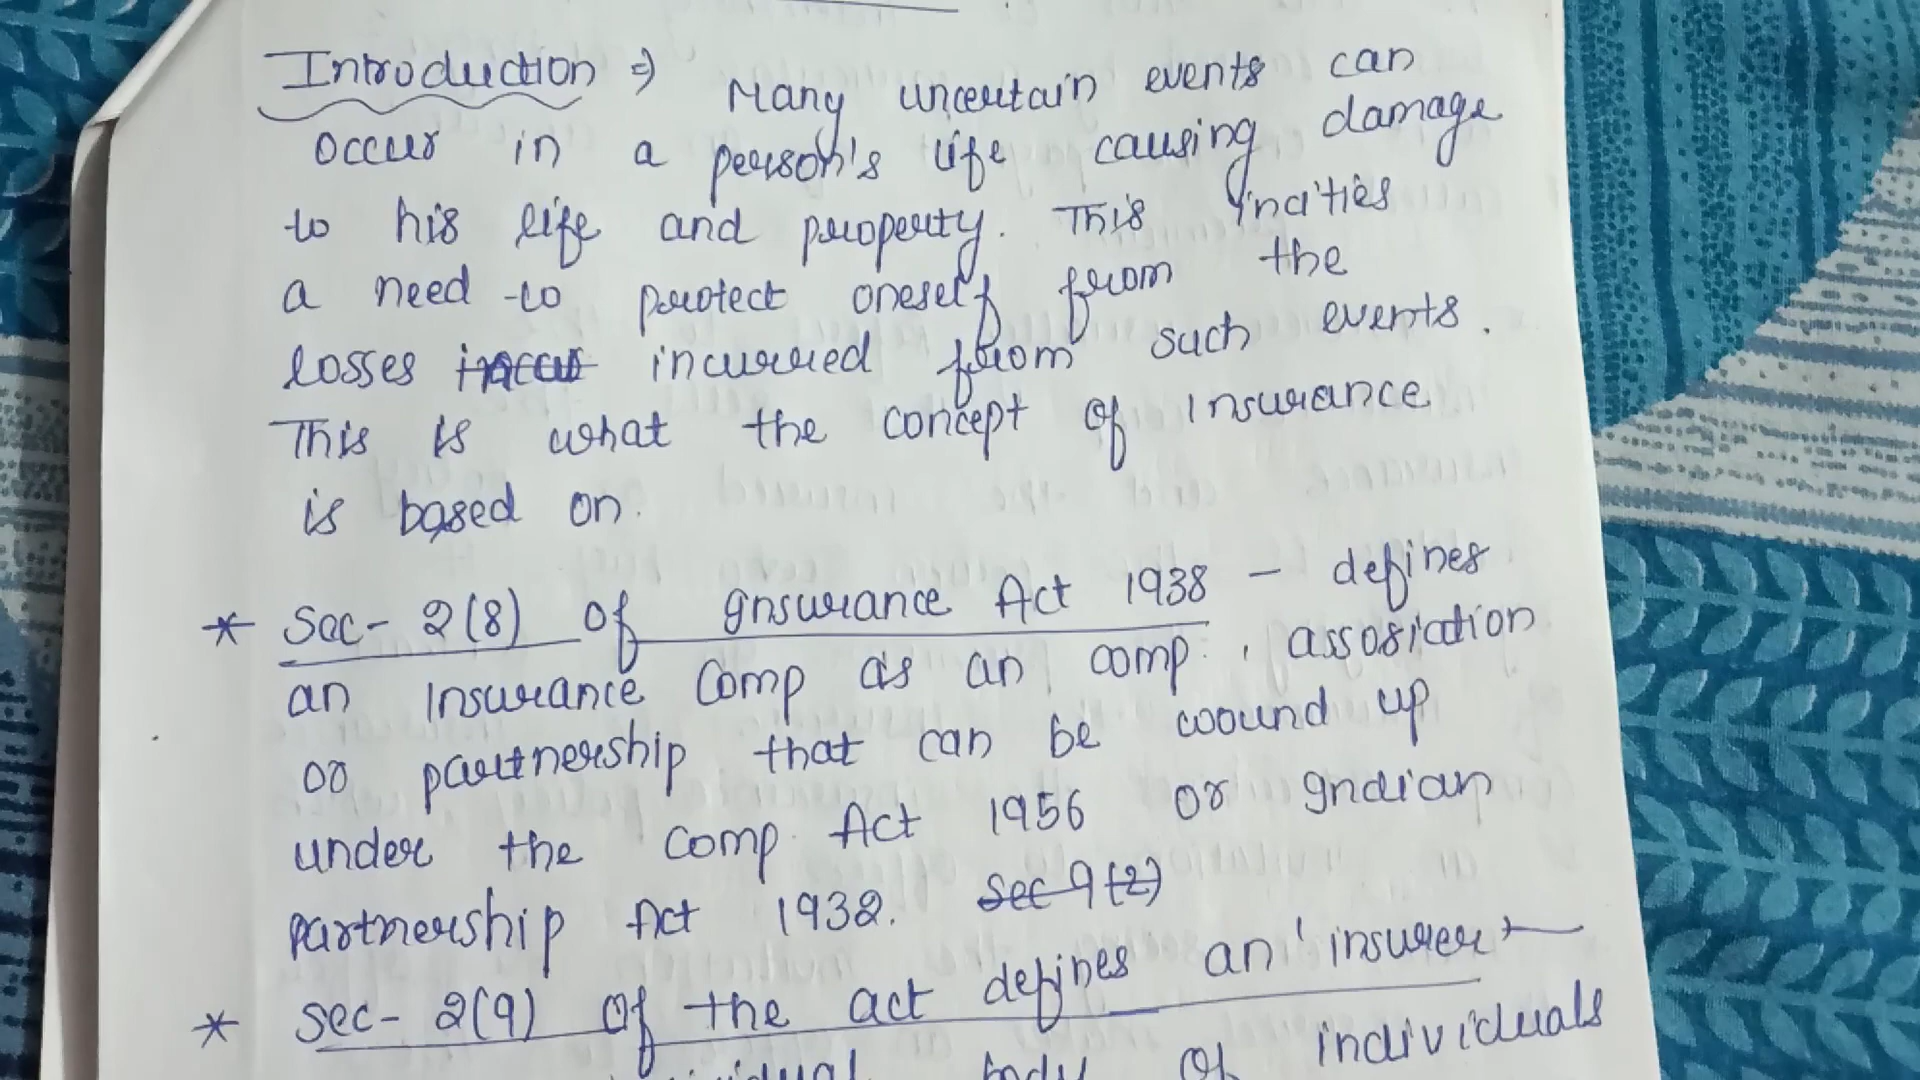 Introduction ⇒ Many uncertain events can
occur in a person's life causing damage
to his life and property. This incities
a need to protect oneself from the
losses incurred from such events.
This is what the concept of insurance
is based on.
* Sec- 2(8) of Insurance Act 1938 - defines
an insurance comp as an comp. , assosiation
or partnership that can be wound up
under the comp. Act 1956 or Indian
partnership Act 1932. Sec 9(2)
* Sec- 2(9) of the act defines an 'insurer'
body of individuals